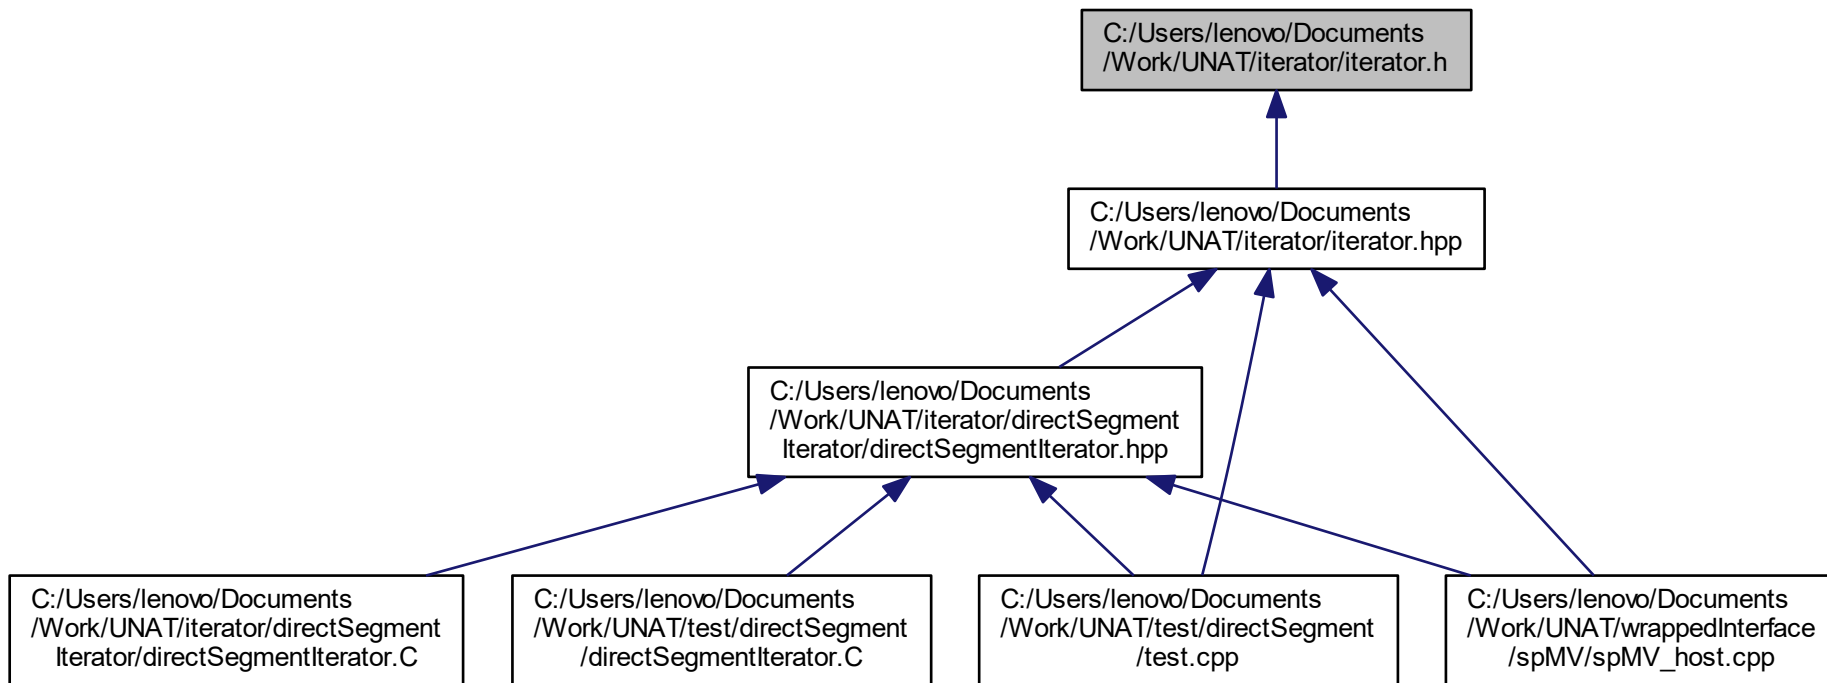 C:/Users/lenovo/Documents
/Work/UNAT/iterator/iterator.h
C:/Users/lenovo/Documents
/Work/UNAT/iterator/iterator.hpp
C:/Users/lenovo/Documents
/Work/UNAT/iterator/directSegment
Iterator/directSegmentIterator.hpp
C:/Users/lenovo/Documents
/Work/UNAT/iterator/directSegment
Iterator/directSegmentIterator.C
C:/Users/lenovo/Documents
/Work/UNAT/test/directSegment
/directSegmentIterator.C
C:/Users/lenovo/Documents
/Work/UNAT/test/directSegment
/test.cpp
C:/Users/lenovo/Documents
/Work/UNAT/wrappedInterface
/spMV/spMV_host.cpp